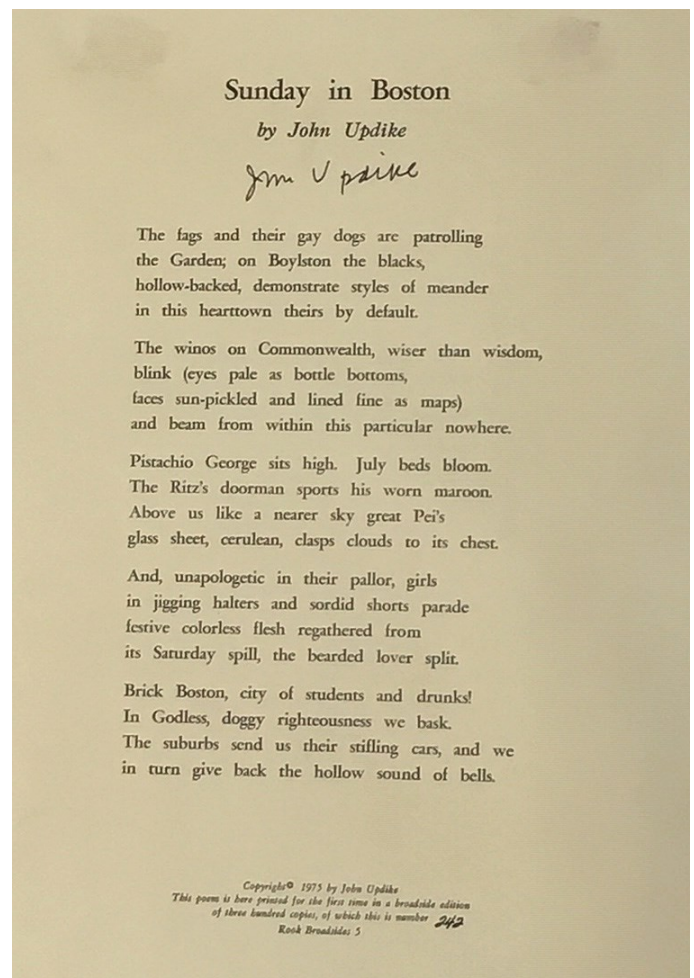 Sunday in Boston
by John Updike
John Updike
The fags and their gay dogs are patrolling
the Garden; on Boylston the blacks,
hollow-backed, demonstrate styles of meander
in this hearttown theirs by default.
The winos on Commonwealth, wiser than wisdom,
blink (eyes pale as bottle bottoms,
faces sun-pickled and lined fine as maps)
and beam from within this particular nowhere.
Pistachio George sits high. July beds bloom.
The Ritz's doorman sports his worn maroon.
Above us like a nearer sky great Pei's
glass sheet, cerulean, clasps clouds to its chest.
And, unapologetic in their pallor, girls
in jigging halters and sordid shorts parade
festive colorless flesh regathered from
its Saturday spill, the bearded lover split.
Brick Boston, city of students and drunks!
In Godless, doggy righteousness we bask.
The suburbs send us their stifling cars, and we
in turn give back the hollow sound of bells.
Copyright© 1975 by John Updike
This poem is here printed for the first time in a broadside edition
of three hundred copies, of which this is number 242
Rook Broadsides 5